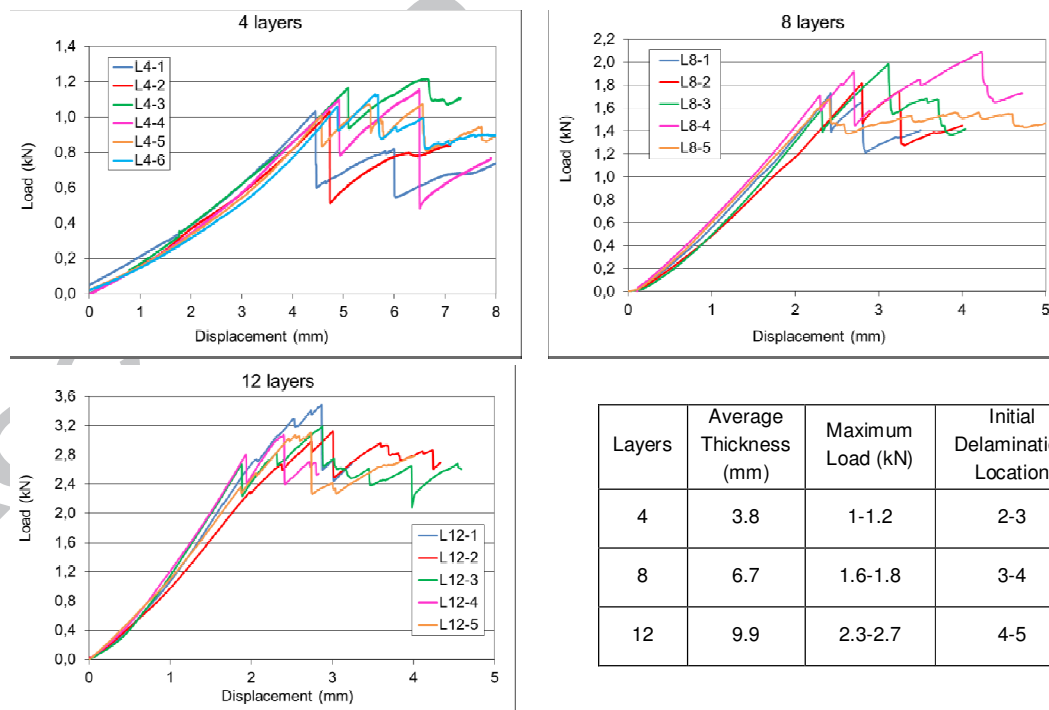 4 layers
1,4
1,2
1,0
0,8
0,6
0,4
0,2
0,0
Load (kN)
L4-1
L4-2
L4-3
L4-4
L4-5
L4-6
0 1 2 3 4 5 6 7 8
Displacement (mm)
8 layers
2,2
2,0
1,8
1,6
1,4
1,2
1,0
0,8
0,6
0,4
0,2
0,0
Load (kN)
L8-1
L8-2
L8-3
L8-4
L8-5
0 1 2 3 4 5
Displacement (mm)
12 layers
3,6
3,2
2,8
2,4
2,0
1,6
1,2
0,8
0,4
0,0
Load (kN)
L12-1
L12-2
L12-3
L12-4
L12-5
0 1 2 3 4 5
Displacement (mm)
Layers Average Thickness (mm) Maximum Load (kN) Initial Location
4 3.8 1-1.2 2-3
8 6.7 1.6-1.8 3-4
12 9.9 2.3-2.7 4-5